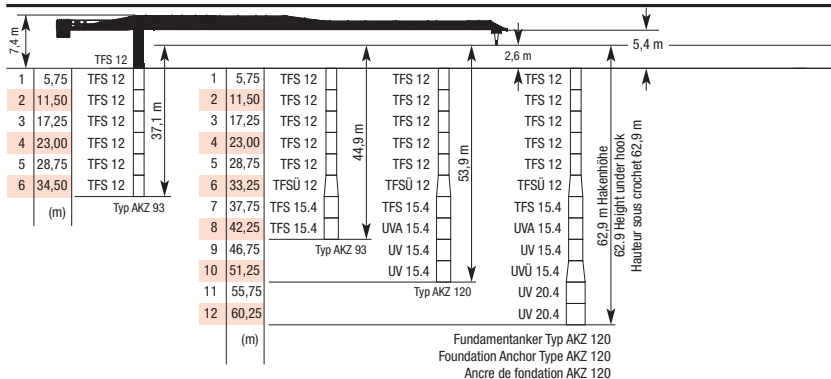 7,4 m
TFS 12
2,6 m
5,4 m
1 5,75 TFS 12
2 11,50 TFS 12
3 17,25 TFS 12
4 23,00 TFS 12
5 28,75 TFS 12
6 34,50 TFS 12
(m)
37,1 m
Typ AKZ 93
1 5,75 TFS 12 TFS 12 TFS 12
2 11,50 TFS 12 TFS 12 TFS 12
3 17,25 TFS 12 TFS 12 TFS 12
4 23,00 TFS 12 TFS 12 TFS 12
5 28,75 TFS 12 TFS 12 TFS 12
6 33,25 TFSÜ 12 TFSÜ 12 TFSÜ 12
7 37,75 TFS 15.4 TFS 15.4 TFS 15.4
8 42,25 TFS 15.4 UVA 15.4 UVA 15.4
9 46,75 UV 15.4 UV 15.4
10 51,25 UV 15.4 UVÜ 15.4
11 55,75 UV 20.4
12 60,25 UV 20.4
(m)
44,9 m
Typ AKZ 93
53,9 m
Typ AKZ 120
62,9 m Hakenhöhe
62.9 Height under hook
Hauteur sous crochet 62,9 m
Fundamentanker Typ AKZ 120
Foundation Anchor Type AKZ 120
Ancre de fondation AKZ 120